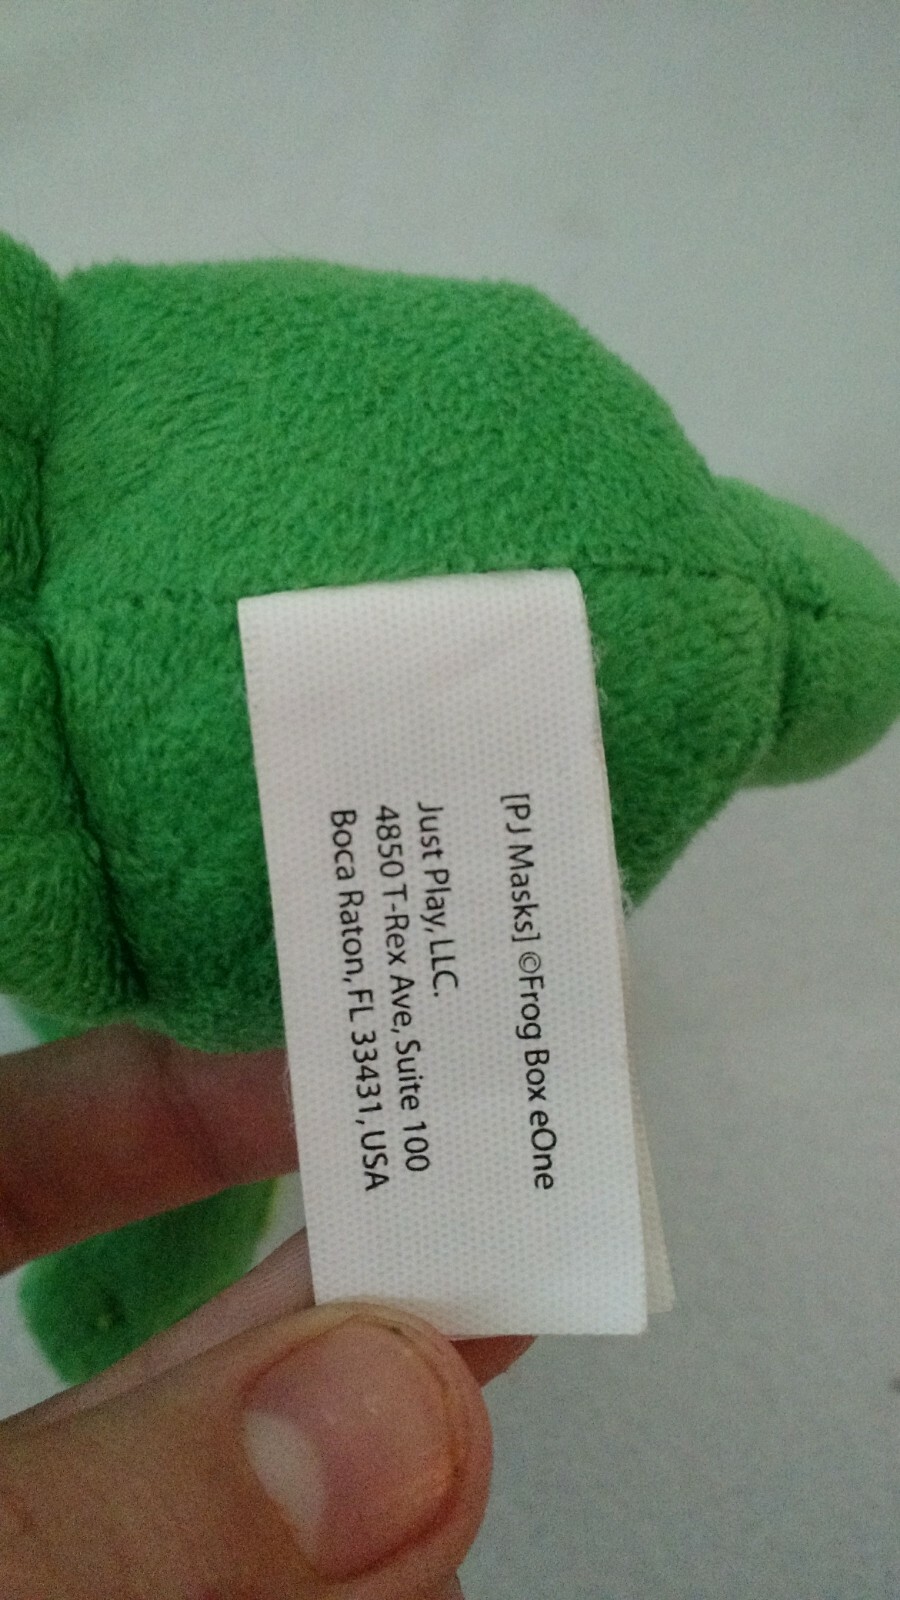 [PJ Masks] ©Frog Box eOne
Just Play, LLC.
4850 T-Rex Ave, Suite 100
Boca Raton, FL 33431, USA